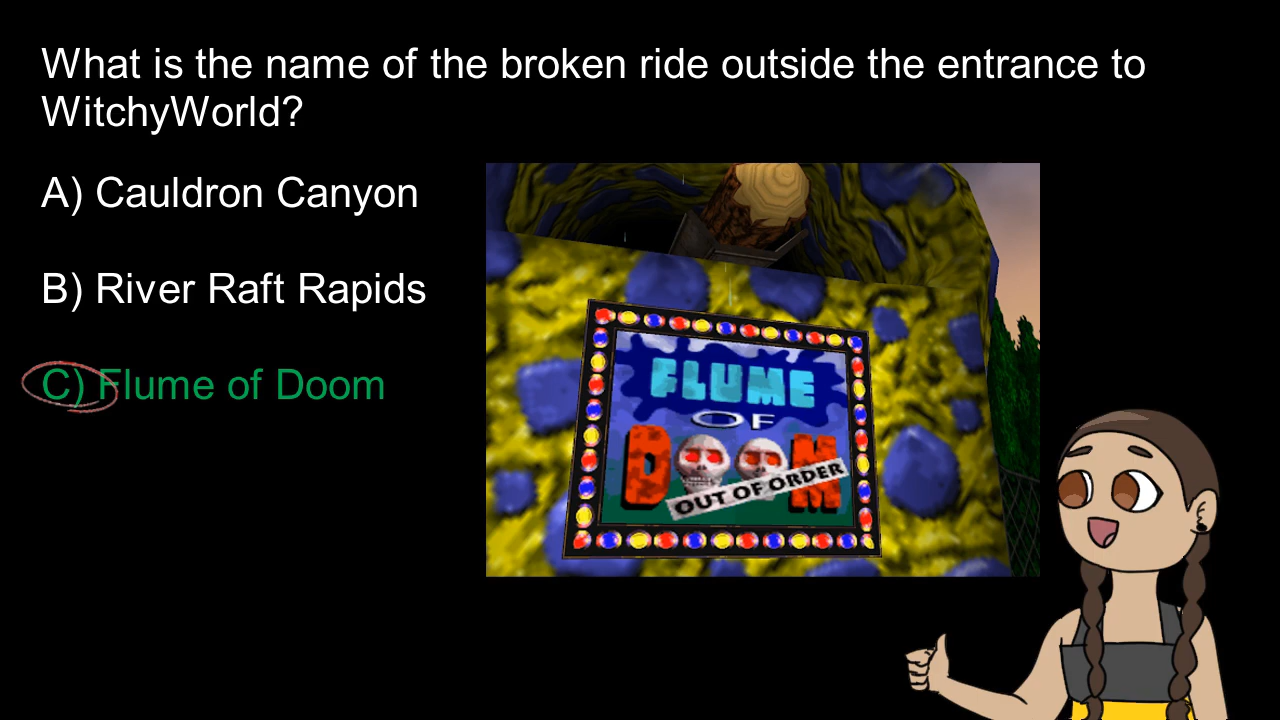 What is the name of the broken ride outside the entrance to
WitchyWorld?
A) Cauldron Canyon
B) River Raft Rapids
C) Flume of Doom
FLUME
OF
DOOM
OUT OF ORDER